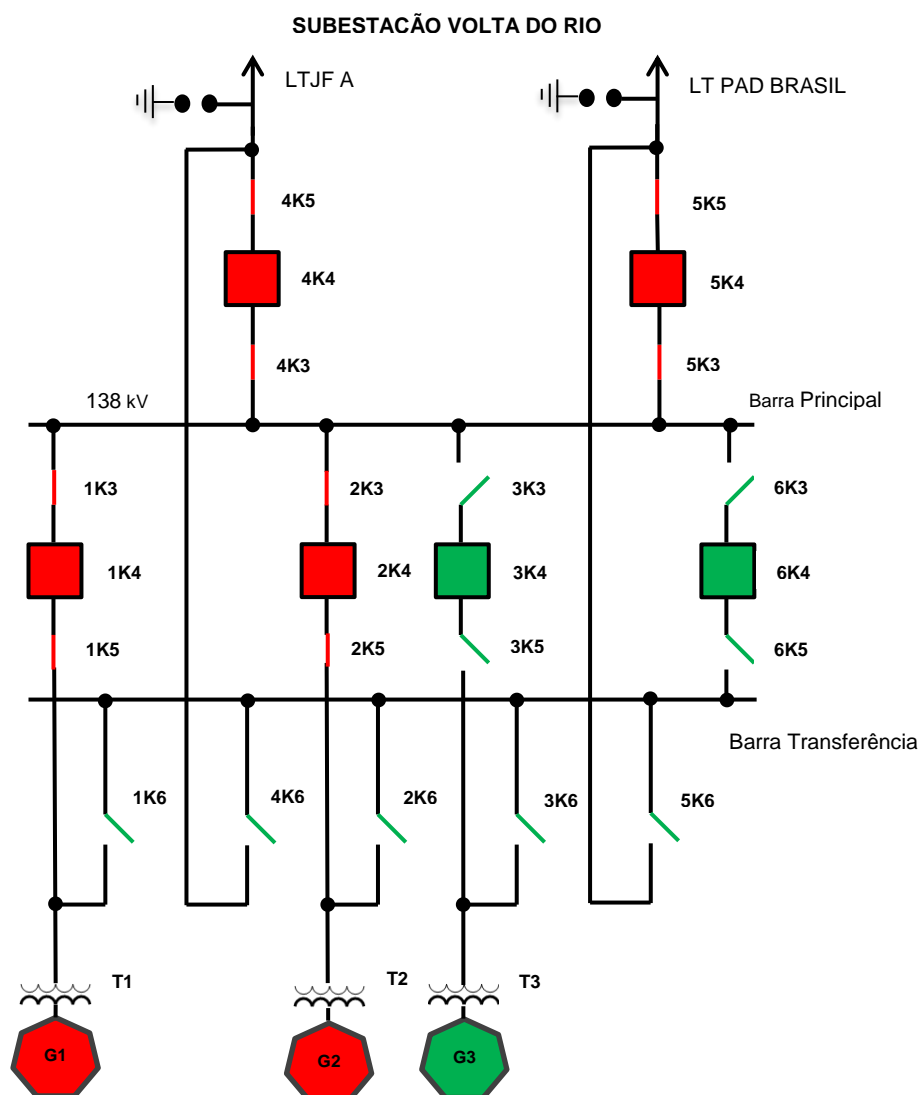 SUBESTACÃO VOLTA DO RIO
LTJF A
LT PAD BRASIL
4K5
5K5
4K4
5K4
4K3
5K3
138 kV
Barra Principal
1K3
2K3
3K3
6K3
1K4
2K4
3K4
6K4
1K5
2K5
3K5
6K5
Barra Transferência
1K6
4K6
2K6
3K6
5K6
T1
T2
T3
G1
G2
G3